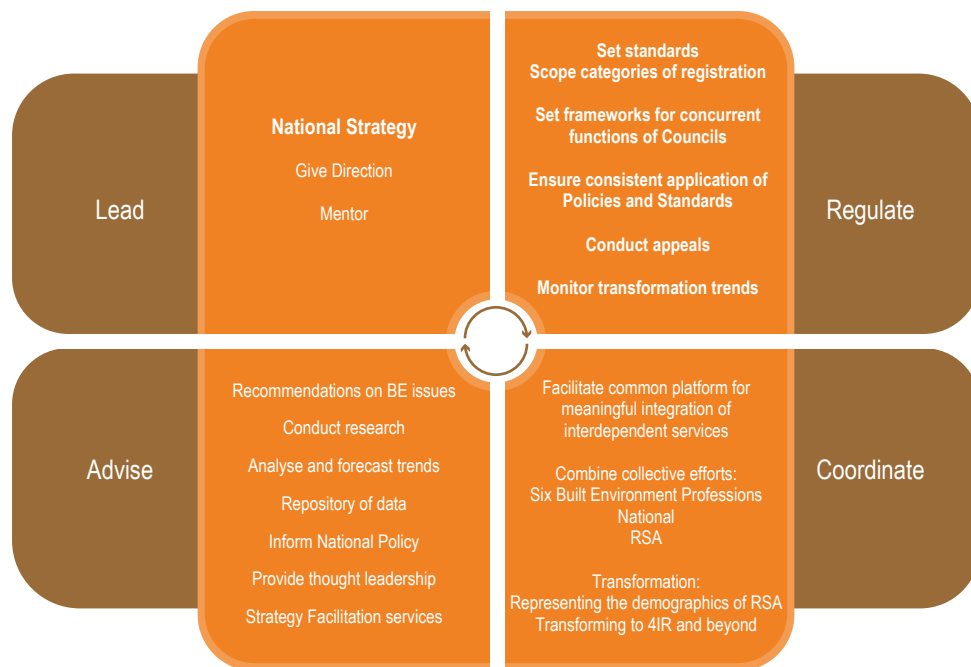 Lead
National Strategy
Give Direction
Mentor
Set standards
Scope categories of registration
Set frameworks for concurrent
functions of Councils
Ensure consistent application of
Policies and Standards
Conduct appeals
Monitor transformation trends
Regulate
Advise
Recommendations on BE issues
Conduct research
Analyse and forecast trends
Repository of data
Inform National Policy
Provide thought leadership
Strategy Facilitation services
Facilitate common platform for
meaningful integration of
interdependent services
Combine collective efforts:
Six Built Environment Professions
National
RSA
Transformation:
Representing the demographics of RSA
Transforming to 4IR and beyond
Coordinate